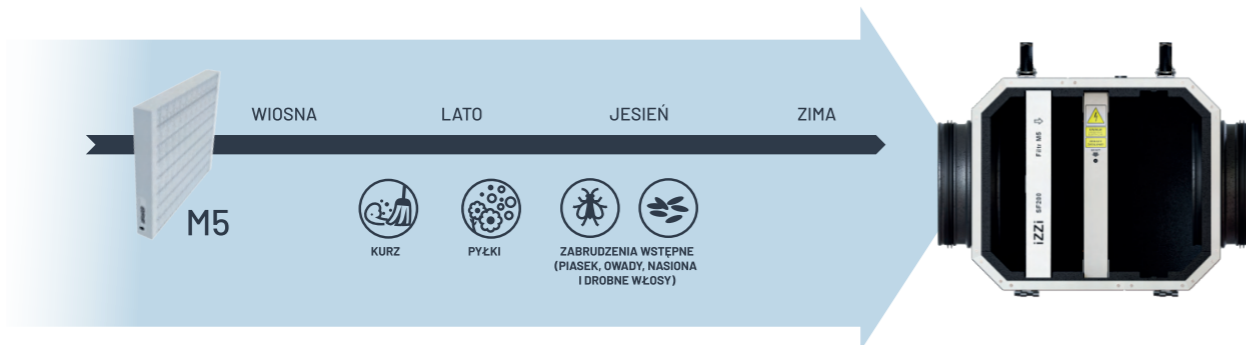 WIOSNA
LATO
JESIEŃ
ZIMA
M5
KURZ
PYŁKI
ZABRUDZENIA WSTĘPNE
(PIASEK, OWADY, NASIONA
I DROBNE WŁOSY)
iZZi SF200 Filtr M5